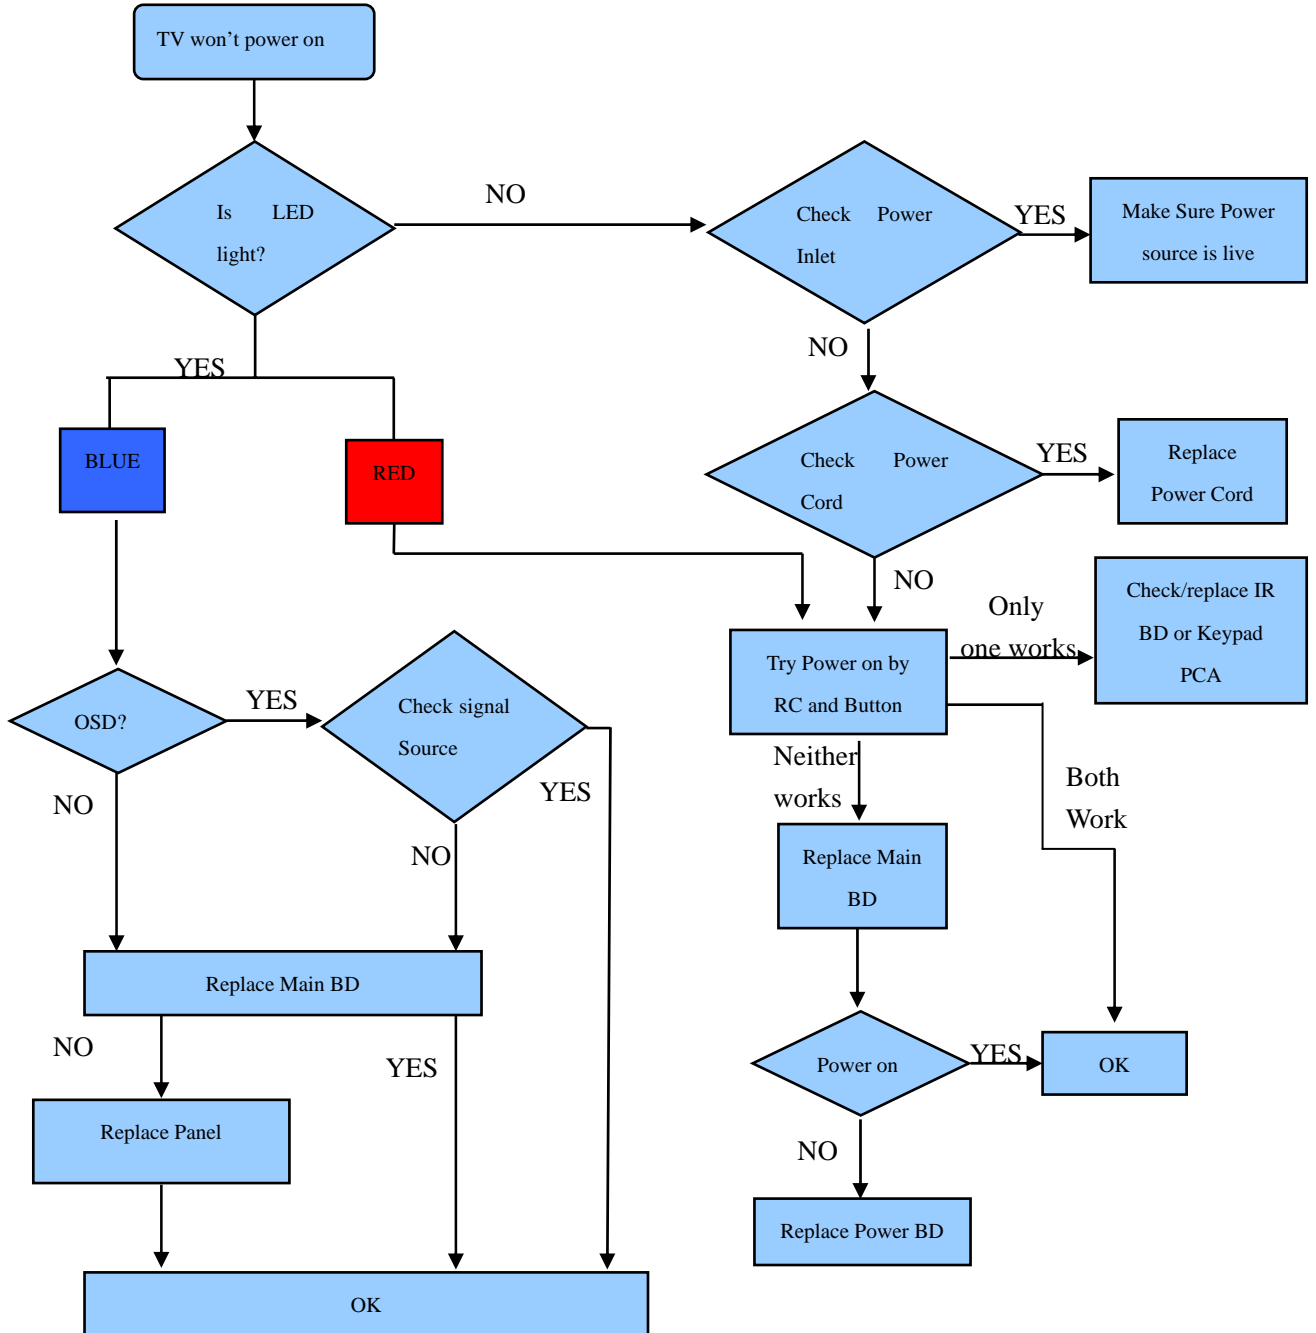 TV won’t power on
Is LED
light?
NO
Check Power
Inlet
YES
Make Sure Power
source is live
YES
NO
BLUE
RED
Check Power
Cord
YES
Replace
Power Cord
NO
Only
one works
Check/replace IR
BD or Keypad
PCA
Try Power on by
RC and Button
OSD?
YES
Check signal
Source
NO
YES
NO
Neither
works
Both
Work
Replace Main
BD
Replace Main BD
NO
YES
Power on
YES
OK
Replace Panel
NO
Replace Power BD
OK